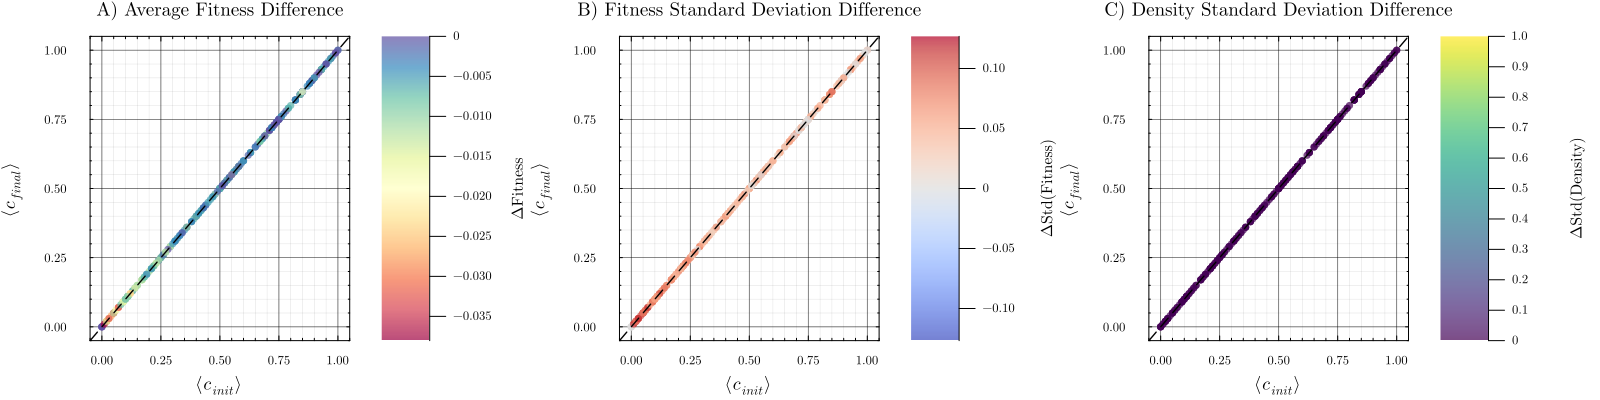 A) Average Fitness Difference
1.00
0.75
0.50
0.25
0.00
⟨c_final⟩
0.00 0.25 0.50 0.75 1.00
⟨c_init⟩
0
−0.005
−0.010
−0.015
−0.020
−0.025
−0.030
−0.035
ΔFitness
B) Fitness Standard Deviation Difference
1.00
0.75
0.50
0.25
0.00
⟨c_final⟩
0.00 0.25 0.50 0.75 1.00
⟨c_init⟩
0.10
0.05
0
−0.05
−0.10
ΔStd(Fitness)
C) Density Standard Deviation Difference
1.00
0.75
0.50
0.25
0.00
⟨c_final⟩
0.00 0.25 0.50 0.75 1.00
⟨c_init⟩
1.0
0.9
0.8
0.7
0.6
0.5
0.4
0.3
0.2
0.1
0
ΔStd(Density)